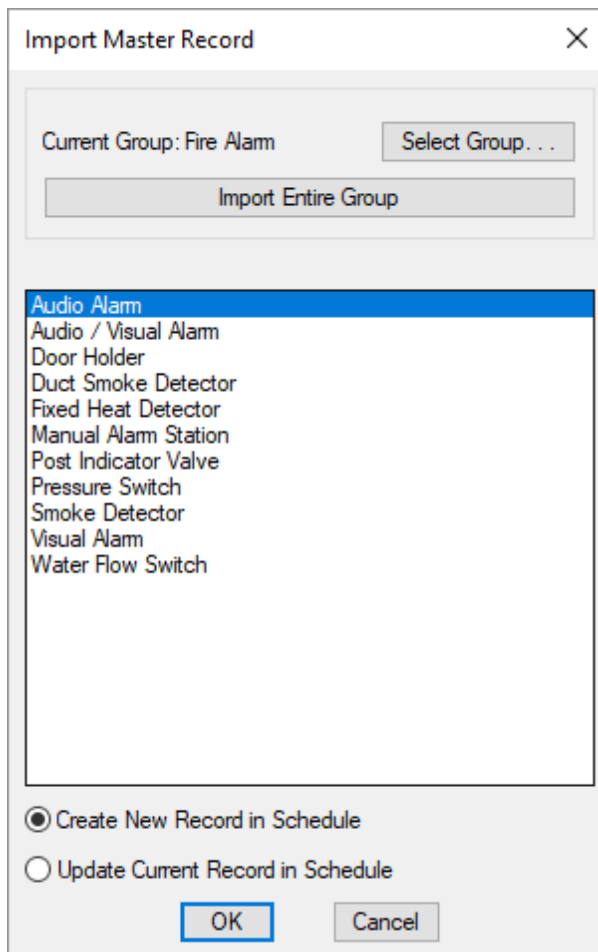 Import Master Record
Current Group: Fire Alarm
Select Group. . .
Import Entire Group
Audio Alarm
Audio / Visual Alarm
Door Holder
Duct Smoke Detector
Fixed Heat Detector
Manual Alarm Station
Post Indicator Valve
Pressure Switch
Smoke Detector
Visual Alarm
Water Flow Switch
Create New Record in Schedule
Update Current Record in Schedule
OK
Cancel